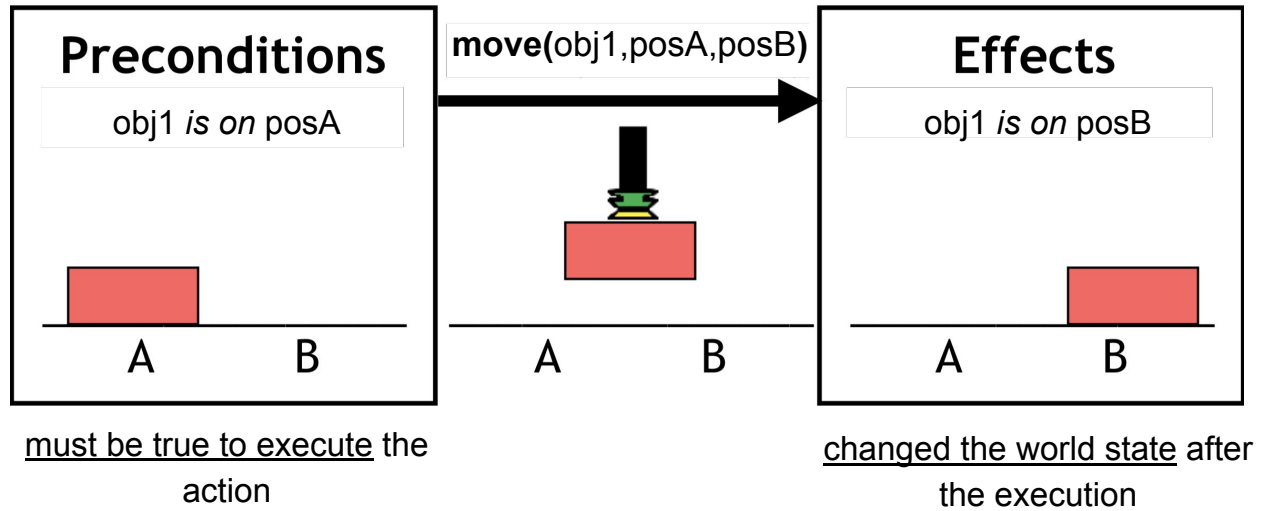 Preconditions
obj1 is on posA
A B
must be true to execute the
action
move(obj1,posA,posB)
A B
Effects
obj1 is on posB
A B
changed the world state after
the execution